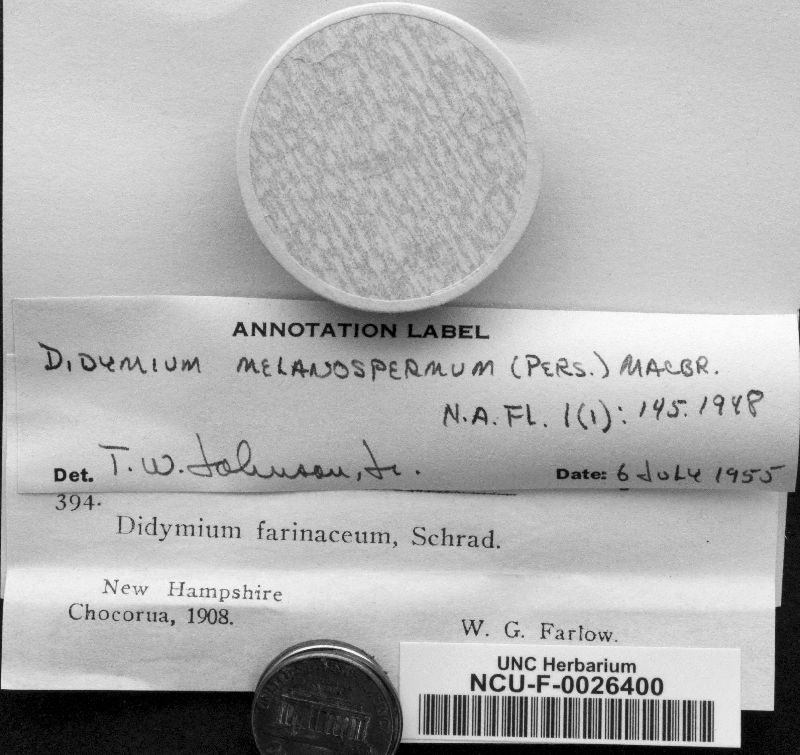 ANNOTATION LABEL
DIDYMIUM MELANOSPERMUM (PERS.) MACBR.
N.A.FL. 1(1): 145. 1948
Det. T. W. Johnson, Jr. Date: 6 JULY 1955
394.
Didymium farinaceum, Schrad.
New Hampshire
Chocorua, 1908.
W. G. Farlow.
UNC Herbarium
NCU-F-0026400